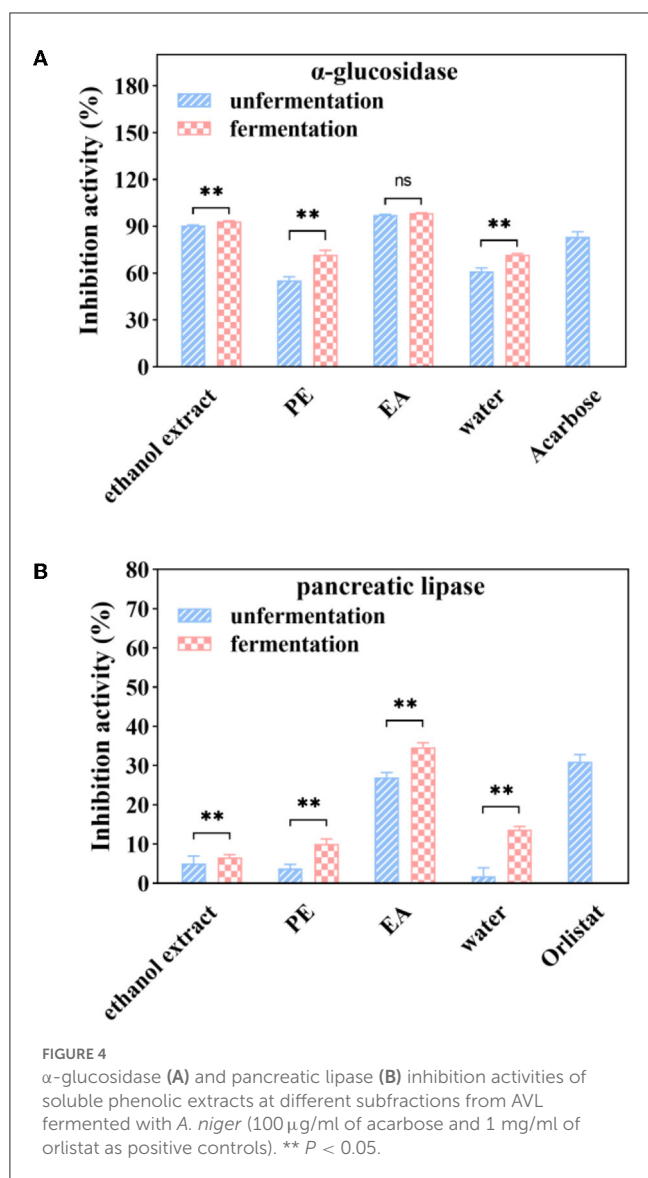 A
α-glucosidase
unfermentation
fermentation
Inhibition activity (%)
180
150
120
90
60
30
0
**
**
ns
**
ethanol extract
PE
EA
water
Acarbose
B
pancreatic lipase
unfermentation
fermentation
Inhibition activity (%)
80
70
60
50
40
30
20
10
0
**
**
**
**
ethanol extract
PE
EA
water
Orlistat
FIGURE 4
α-glucosidase (A) and pancreatic lipase (B) inhibition activities of
soluble phenolic extracts at different subfractions from AVL
fermented with A. niger (100 μg/ml of acarbose and 1 mg/ml of
orlistat as positive controls). ** P < 0.05.